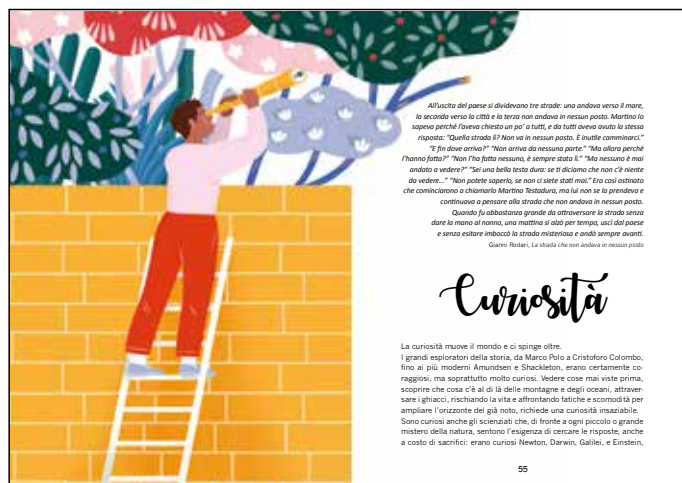 All'uscita del paese si dividevano tre strade: una andava verso il mare,
la seconda verso la città e la terza non andava in nessun posto. Martino lo
sapeva perché l'aveva chiesto un po' a tutti, e da tutti aveva avuto la stessa
risposta: "Quella strada lì? Non va in nessun posto. È inutile camminarci."
"E fin dove arriva?" "Non arriva da nessuna parte." "Ma allora perché
l'hanno fatta?" "Non l'ha fatta nessuno, è sempre stata lì." "Ma nessuno è mai
andato a vedere?" "Sei una bella testa dura: se ti diciamo che non c'è niente
da vedere..." "Non potete saperlo, se non ci siete stati mai." Era così ostinato
che cominciarono a chiamarlo Martino Testadura, ma lui non se la prendeva e
continuava a pensare alla strada che non andava in nessun posto.
Quando fu abbastanza grande da attraversare la strada senza
dare la mano al nonno, una mattina si alzò per tempo, uscì dal paese
e senza esitare imboccò la strada misteriosa e andò sempre avanti.
Gianni Rodari, La strada che non andava in nessun posto
Curiosità
La curiosità muove il mondo e ci spinge oltre.
I grandi esploratori della storia, da Marco Polo a Cristoforo Colombo,
fino ai più moderni Amundsen e Shackleton, erano certamente co-
raggiosi, ma soprattutto molto curiosi. Vedere cose mai viste prima,
scoprire che cosa c'è al di là delle montagne e degli oceani, attraver-
sare i ghiacci, rischiando la vita e affrontando fatiche e scomodità per
ampliare l'orizzonte del già noto, richiede una curiosità insaziabile.
Sono curiosi anche gli scienziati che, di fronte a ogni piccolo o grande
mistero della natura, sentono l'esigenza di cercare le risposte, anche
a costo di sacrifici: erano curiosi Newton, Darwin, Galilei, e Einstein,
55